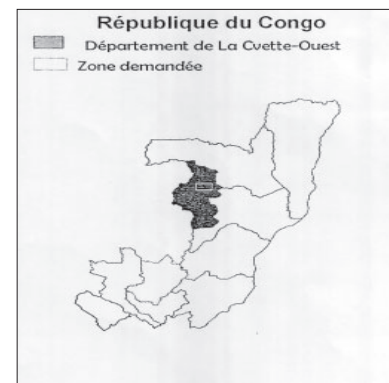 République du Congo
Département de La Cvette-Ouest
Zone demandée